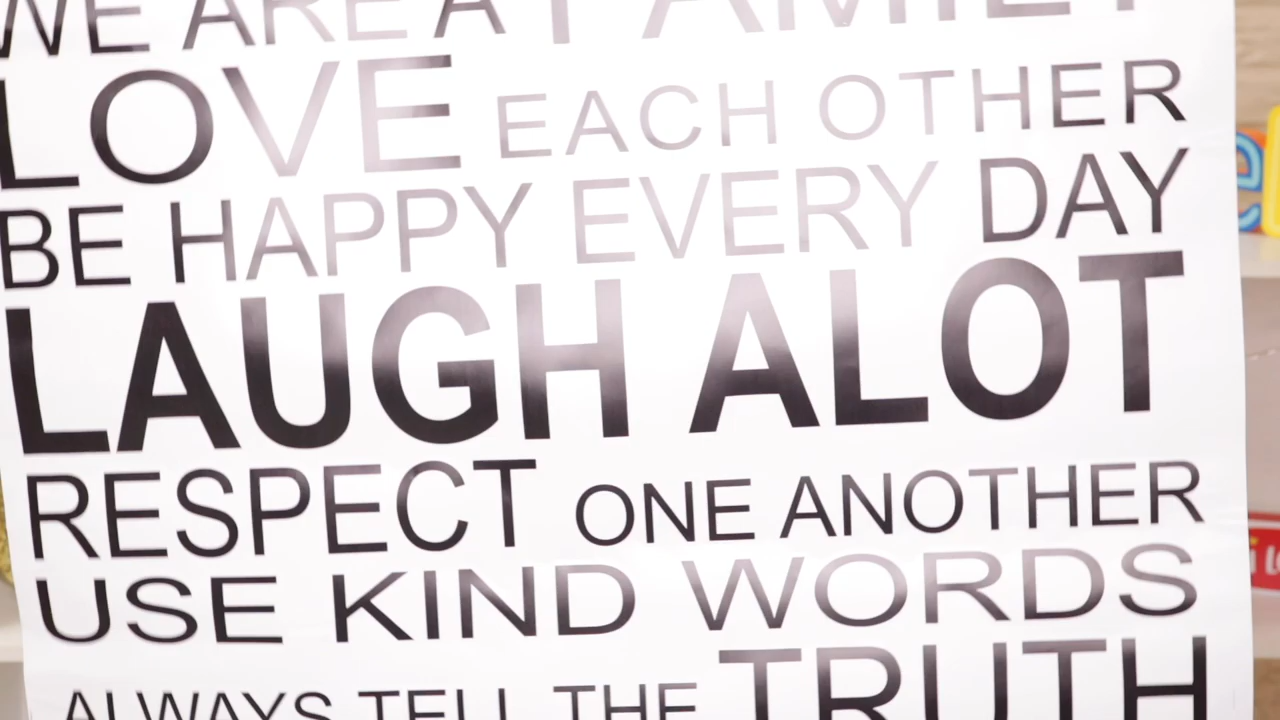 WE ARE A FAMILY
LOVE EACH OTHER
BE HAPPY EVERY DAY
LAUGH ALOT
RESPECT ONE ANOTHER
USE KIND WORDS
ALWAYS TELL THE TRUTH